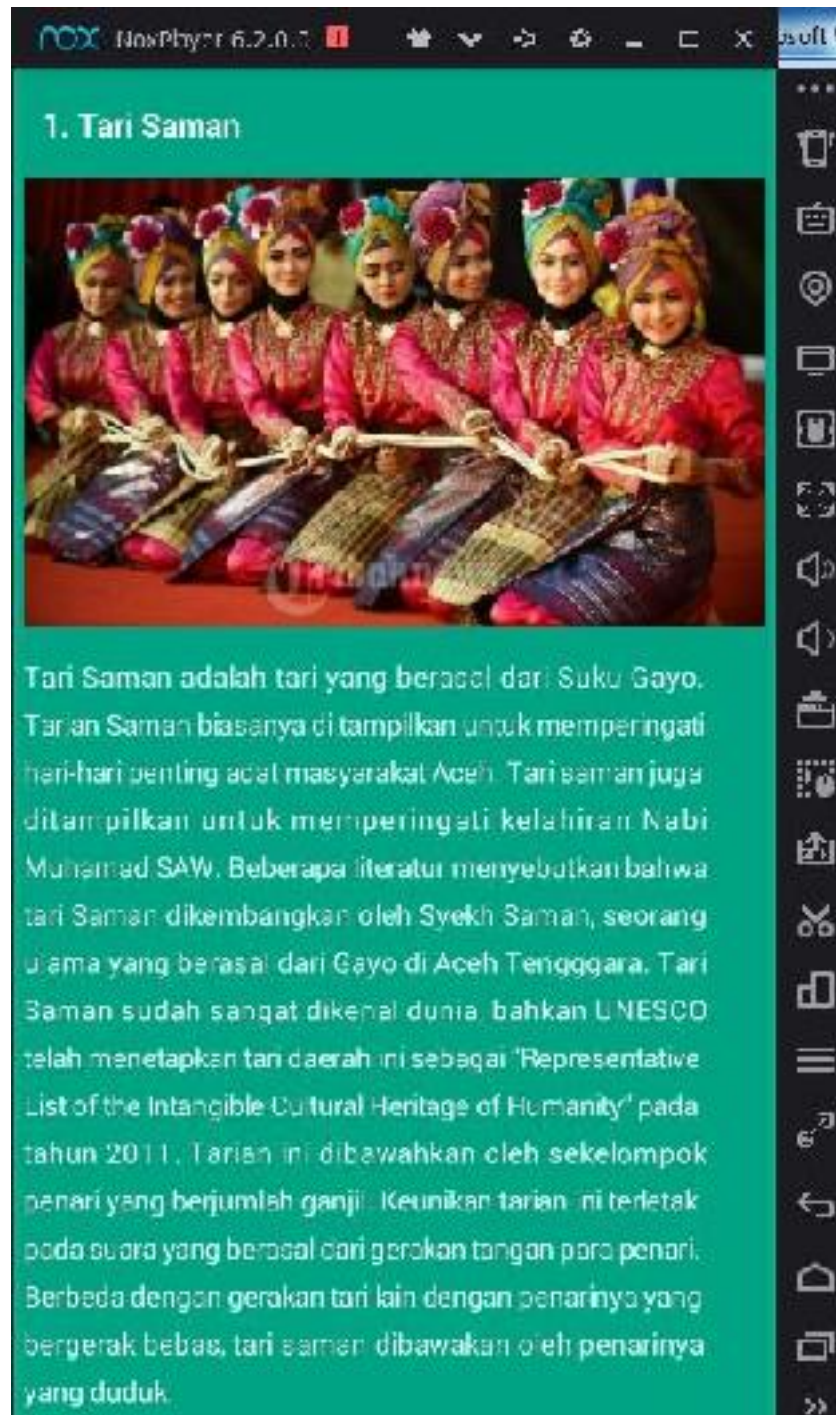 nox NoxPlayer 6.2.0.0
osoft
1. Tari Saman
Tari Saman adalah tari yang berasal dari Suku Gayo.
Tarian Saman biasanya di tampilkan untuk memperingati
hari-hari penting adat masyarakat Aceh. Tari saman juga
ditampilkan untuk memperingati kelahiran Nabi
Muhamad SAW. Beberapa literatur menyebutkan bahwa
tari Saman dikembangkan oleh Syekh Saman, seorang
ulama yang berasal dari Gayo di Aceh Tengggara. Tari
Saman sudah sangat dikenal dunia, bahkan UNESCO
telah menetapkan tari daerah ini sebagai "Representative
List of the Intangible Cultural Heritage of Humanity" pada
tahun 2011. Tarian ini dibawahkan oleh sekelompok
penari yang berjumlah ganjil. Keunikan tarian ini terletak
pada suara yang berasal dari gerakan tangan para penari.
Berbeda dengan gerakan tari lain dengan penarinya yang
bergerak bebas, tari saman dibawakan oleh penarinya
yang duduk.